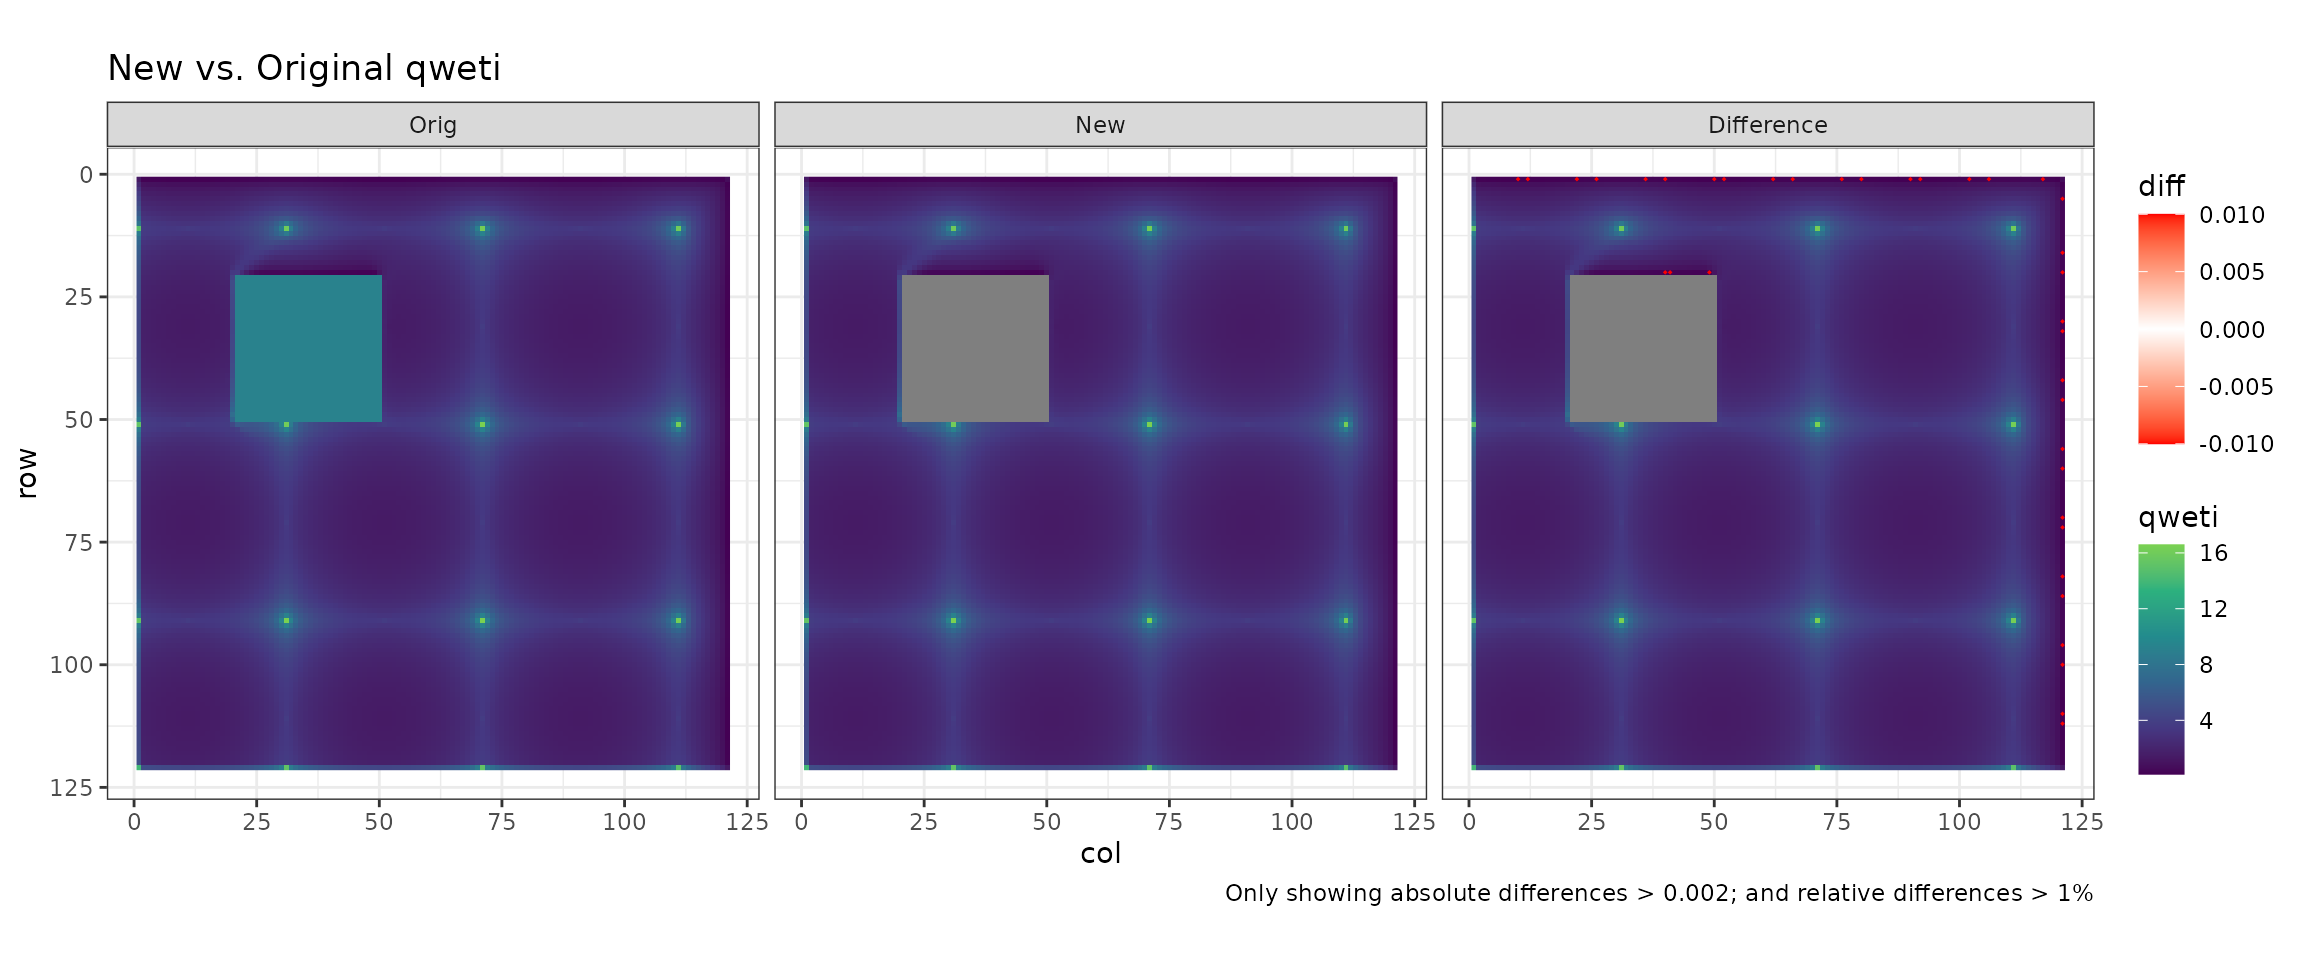 New vs. Original qweti
Orig
New
Difference
0
25
50
75
100
125
row
0 25 50 75 100 125
0 25 50 75 100 125
0 25 50 75 100 125
col
diff
0.010
0.005
0.000
-0.005
-0.010
qweti
16
12
8
4
Only showing absolute differences > 0.002; and relative differences > 1%